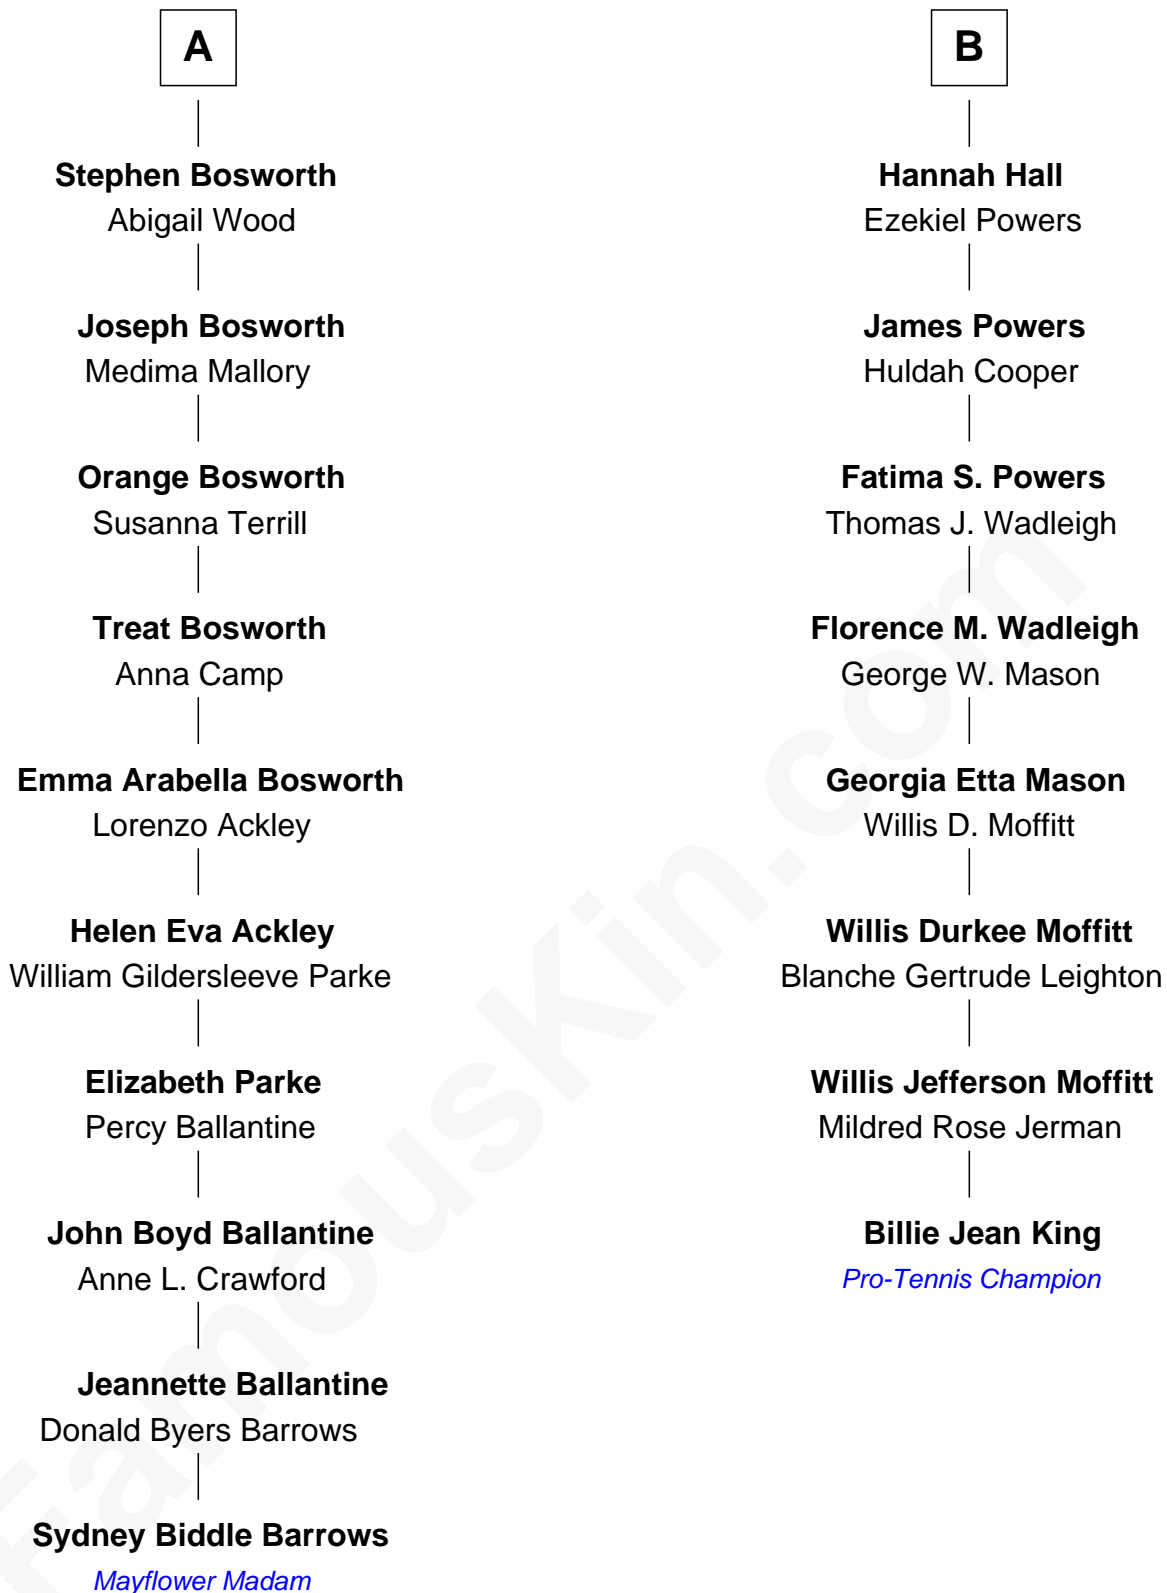 A
Stephen Bosworth
Abigail Wood
Joseph Bosworth
Medima Mallory
Orange Bosworth
Susanna Terrill
Treat Bosworth
Anna Camp
Emma Arabella Bosworth
Lorenzo Ackley
Helen Eva Ackley
William Gildersleeve Parke
Elizabeth Parke
Percy Ballantine
John Boyd Ballantine
Anne L. Crawford
Jeannette Ballantine
Donald Byers Barrows
Sydney Biddle Barrows
Mayflower Madam
B
Hannah Hall
Ezekiel Powers
James Powers
Huldah Cooper
Fatima S. Powers
Thomas J. Wadleigh
Florence M. Wadleigh
George W. Mason
Georgia Etta Mason
Willis D. Moffitt
Willis Durkee Moffitt
Blanche Gertrude Leighton
Willis Jefferson Moffitt
Mildred Rose Jerman
Billie Jean King
Pro-Tennis Champion
FamousKin.com